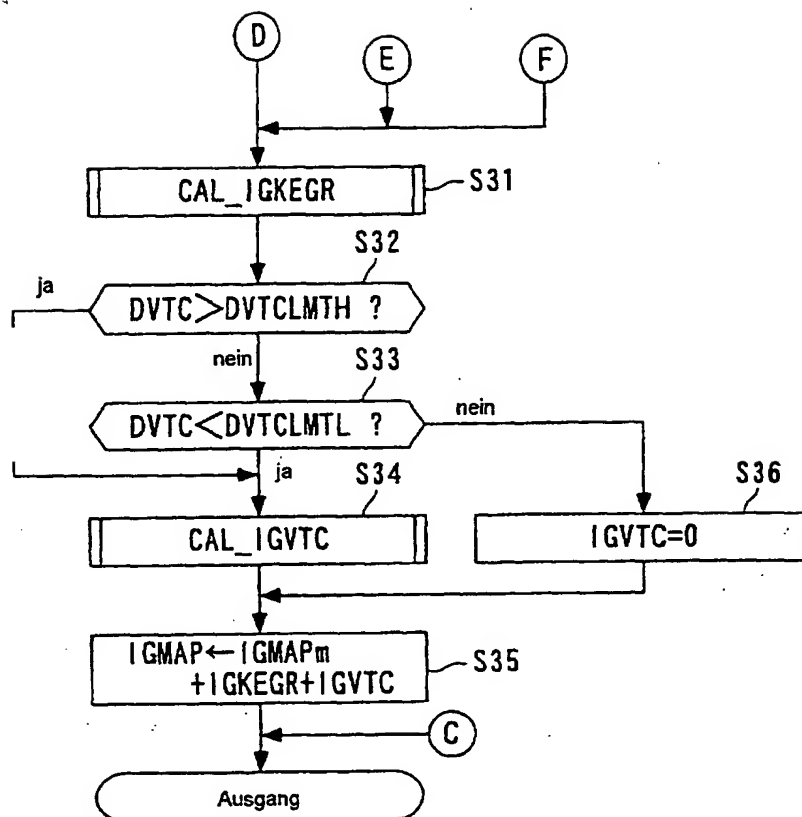 D
E
F
CAL_IGKEGR
S31
S32
ja
DVTC>DVTCLMTH ?
nein
S33
DVTC<DVTCLMTL ?
nein
ja
S34
S36
CAL_IGVTC
IGVTC=0
IGMAP←IGMAPm
+IGKEGR+IGVTC
S35
C
Ausgang